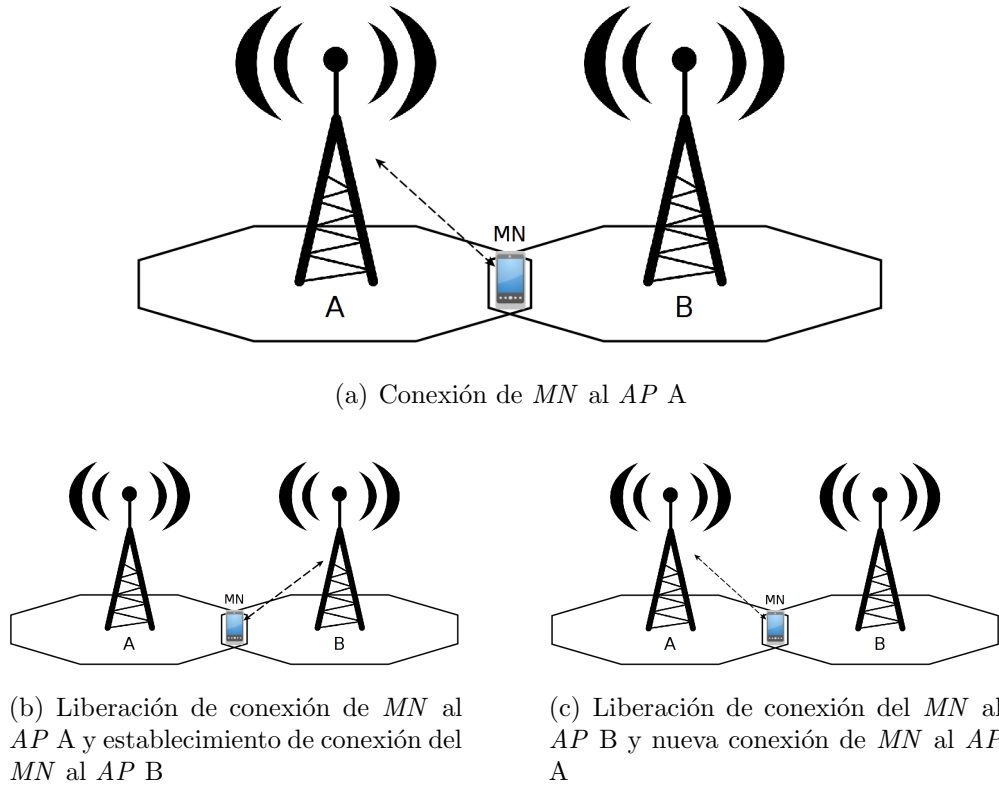 MN
A
B
(a) Conexión de MN al AP A
MN
A
B
(b) Liberación de conexión de MN al
AP A y establecimiento de conexión del
MN al AP B
MN
A
B
(c) Liberación de conexión del MN al
AP B y nueva conexión de MN al AP
A